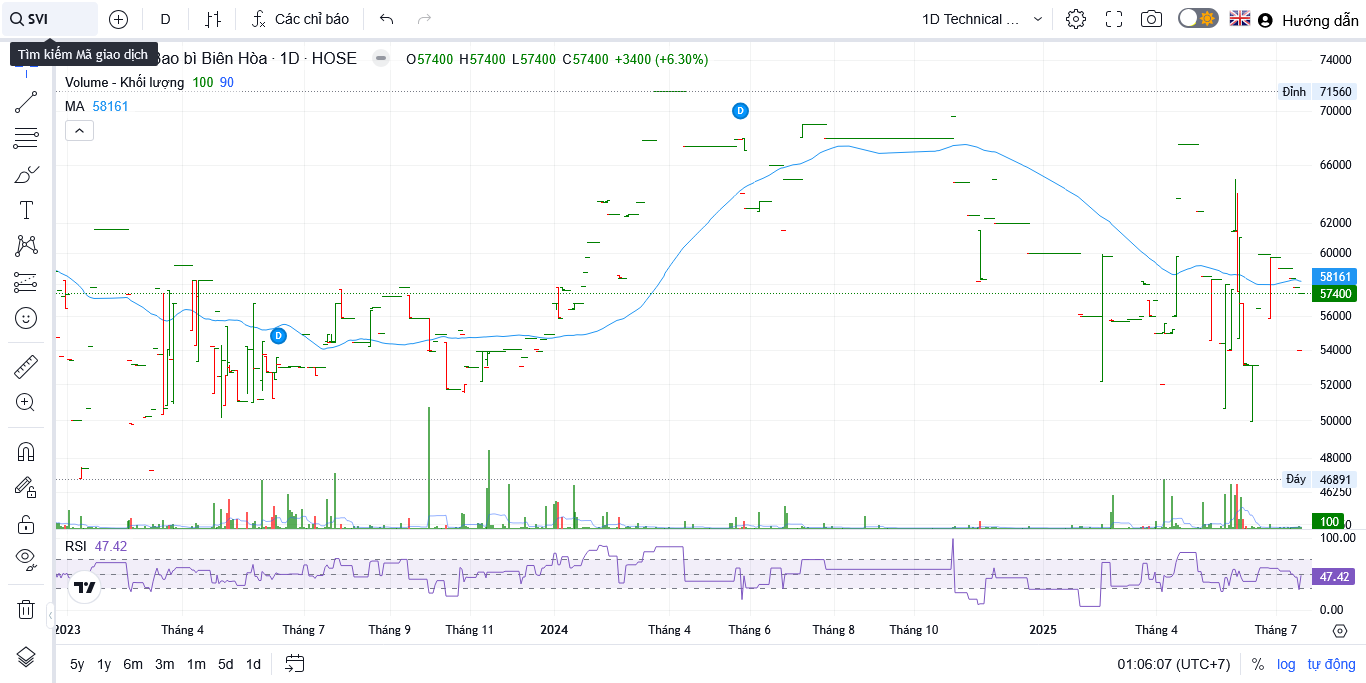 SVI
D
Các chỉ báo
1D Technical ...
Hướng dẫn
Tìm kiếm Mã giao dịch
Bao bì Biên Hòa · 1D · HOSE
O57400 H57400 L57400 C57400 +3400 (+6.30%)
Volume - Khối lượng 100 90
MA 58161
D
D
74000
Đỉnh 71560
70000
66000
62000
60000
58161
57400
56000
54000
52000
50000
48000
Đáy 46891
46250
100
RSI 47.42
100.00
47.42
0.00
2023
Tháng 4
Tháng 7
Tháng 9
Tháng 11
2024
Tháng 4
Tháng 6
Tháng 8
Tháng 10
2025
Tháng 4
Tháng 7
5y 1y 6m 3m 1m 5d 1d
01:06:07 (UTC+7)
% log tự động